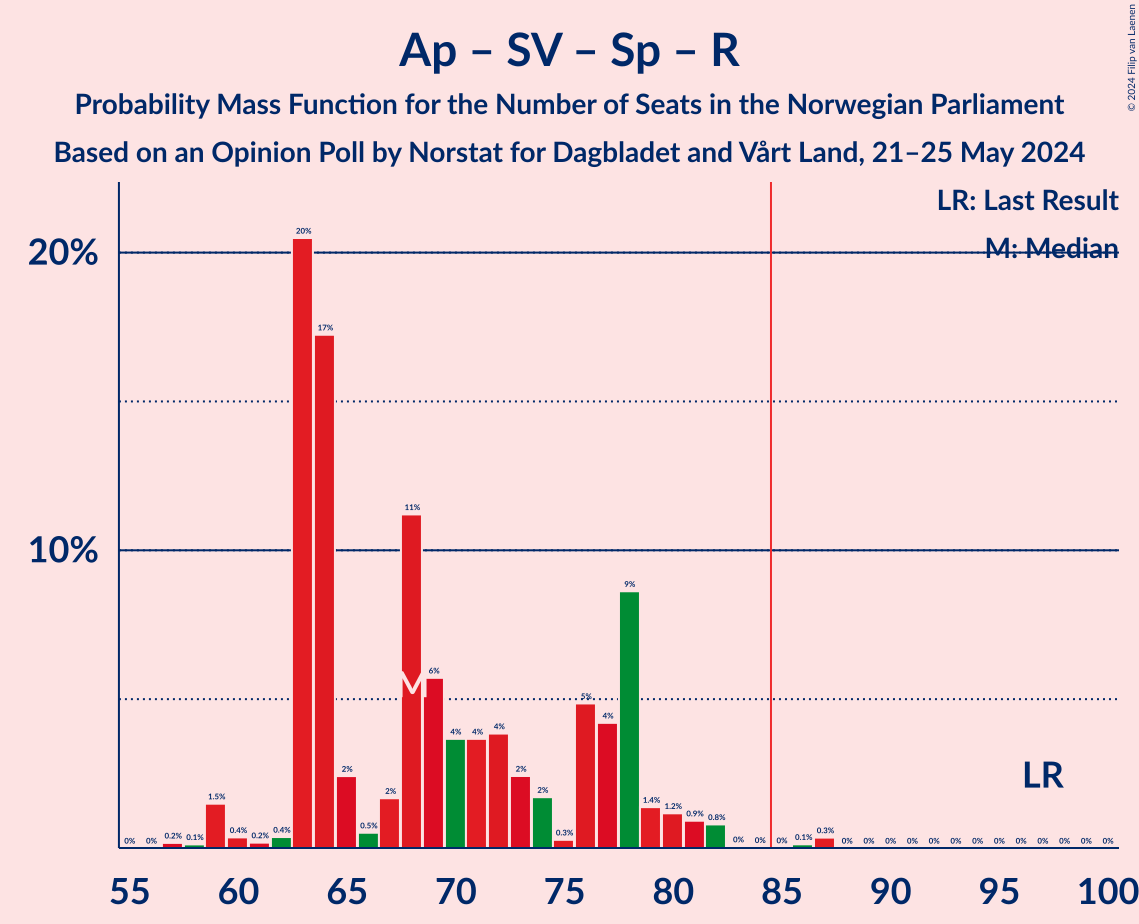 Ap – SV – Sp – R
Probability Mass Function for the Number of Seats in the Norwegian Parliament
Based on an Opinion Poll by Norstat for Dagbladet and Vårt Land, 21–25 May 2024
© 2024 Filip van Laenen
LR: Last Result
M: Median
20%
10%
0% 0% 0.2% 0.1% 1.5% 0.4% 0.2% 0.4% 20% 17% 2% 0.5% 2% 11% 6% 4% 4% 4% 2% 2% 0.3% 5% 4% 9% 1.4% 1.2% 0.9% 0.8% 0% 0% 0% 0.1% 0.3% 0% 0% 0% 0% 0% 0% 0% 0% 0% 0% 0% 0% 0%
M
LR
55 60 65 70 75 80 85 90 95 100